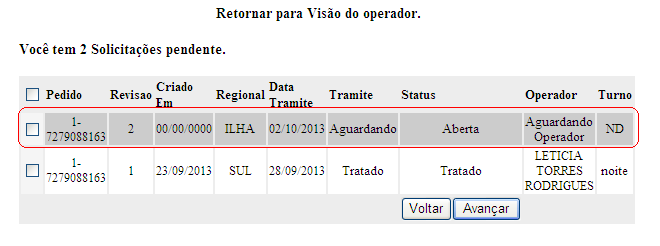 Retornar para Visão do operador.
Você tem 2 Solicitações pendente.
Pedido Revisao Criado Em Regional Data Tramite Tramite Status Operador Turno
1-7279088163 2 00/00/0000 ILHA 02/10/2013 Aguardando Aberta Aguardando Operador ND
1-7279088163 1 23/09/2013 SUL 28/09/2013 Tratado Tratado LETICIA TORRES RODRIGUES noite
Voltar Avançar